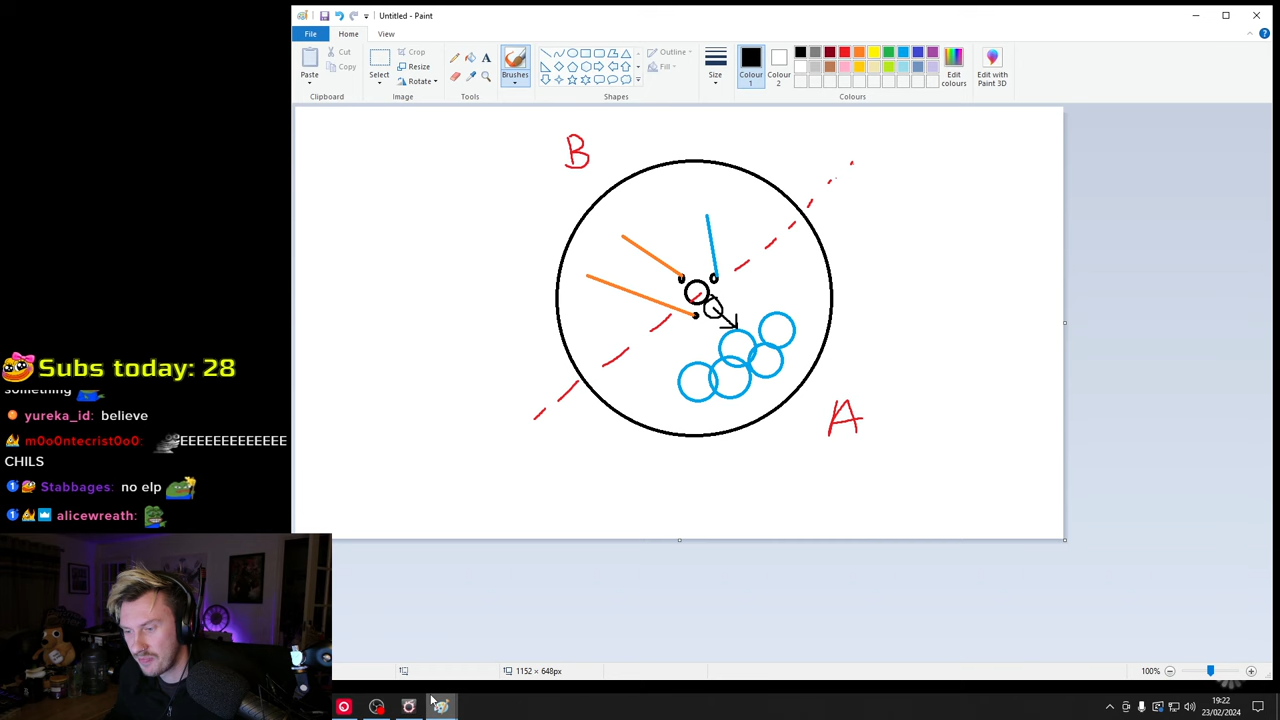 Untitled - Paint
File
Home
View
Paste
Cut
Copy
Clipboard
Select
Crop
Resize
Rotate
Image
Tools
Brushes
Shapes
Outline
Fill
Size
Colour 1
Colour 2
Edit colours
Colours
Edit with Paint 3D
B
A
Subs today: 28
something
yureka_id: believe
m0o0ntecrist0o0: EEEEEEEEEEEEE
CHILS
Stabbages: no elp
alicewreath:
1152 × 648px
100%
19:22
23/02/2024